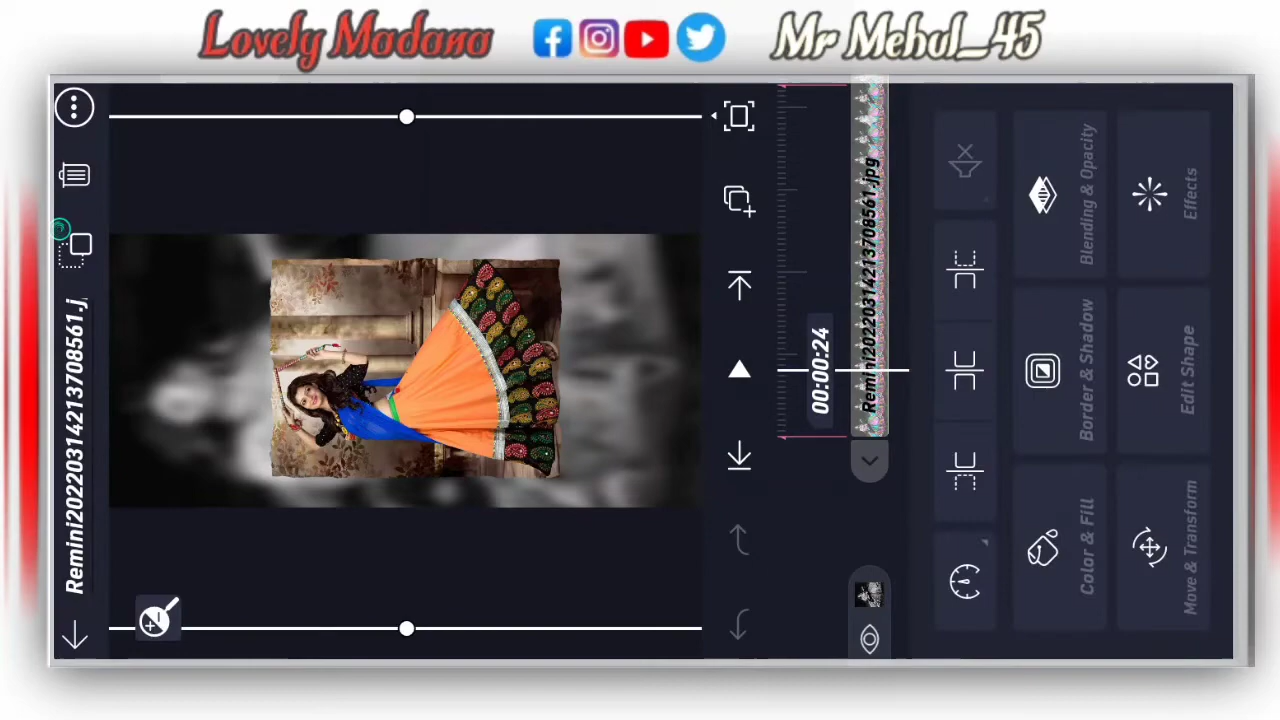 Lovely Madana
Mr Mehul_45
Remini20220314213708561.j
00:00:24
Remini20220314213708561.jpg
Blending & Opacity
Effects
Border & Shadow
Edit Shape
Color & Fill
Move & Transform